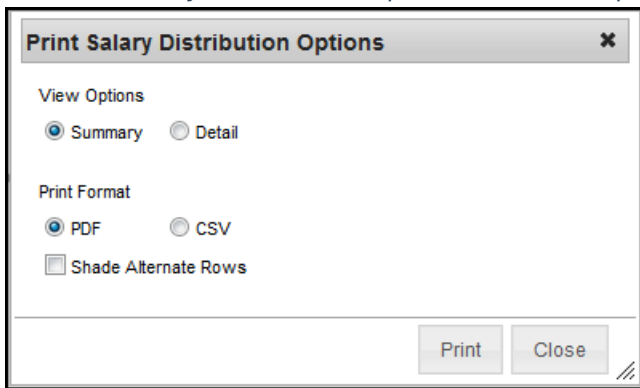 Print Salary Distribution Options
View Options
Summary Detail
Print Format
PDF CSV
Shade Alternate Rows
Print Close